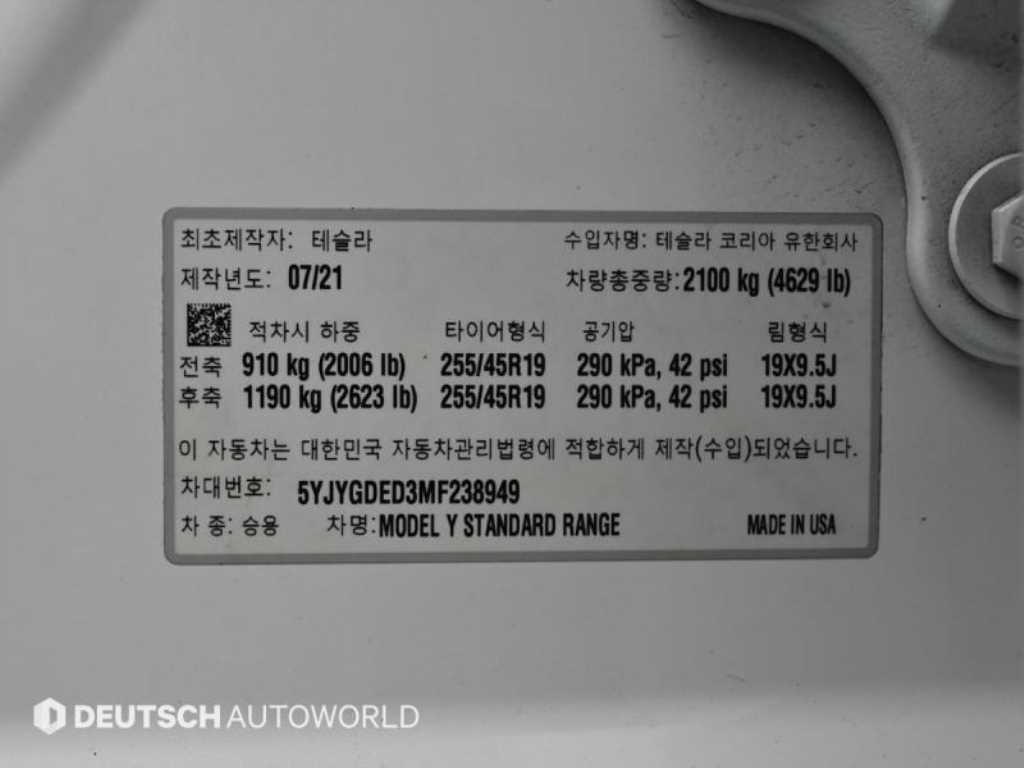 최초제작자: 테슬라 수입자명: 테슬라 코리아 유한회사
제작년도: 07/21 차량총중량: 2100 kg (4629 lb)
적차시 하중 타이어형식 공기압 림형식
전축 910 kg (2006 lb) 255/45R19 290 kPa, 42 psi 19X9.5J
후축 1190 kg (2623 lb) 255/45R19 290 kPa, 42 psi 19X9.5J
이 자동차는 대한민국 자동차관리법령에 적합하게 제작(수입)되었습니다.
차대번호: 5YJYGDED3MF238949
차 종: 승용 차명: MODEL Y STANDARD RANGE MADE IN USA
DEUTSCH AUTOWORLD